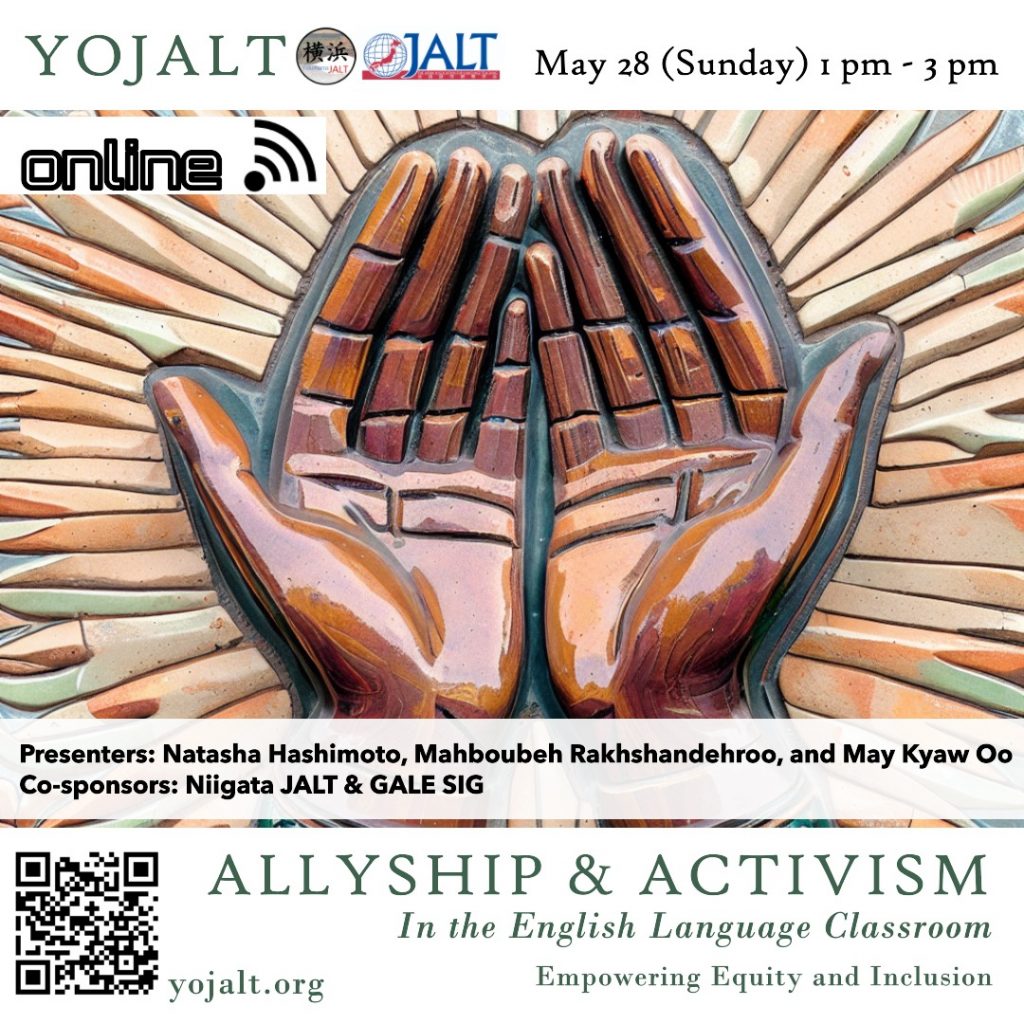 YOJALT 横浜 JALT JALT May 28 (Sunday) 1 pm - 3 pm
online
Presenters: Natasha Hashimoto, Mahboubeh Rakhshandehroo, and May Kyaw Oo
Co-sponsors: Niigata JALT & GALE SIG
ALLYSHIP & ACTIVISM
In the English Language Classroom
yojalt.org
Empowering Equity and Inclusion